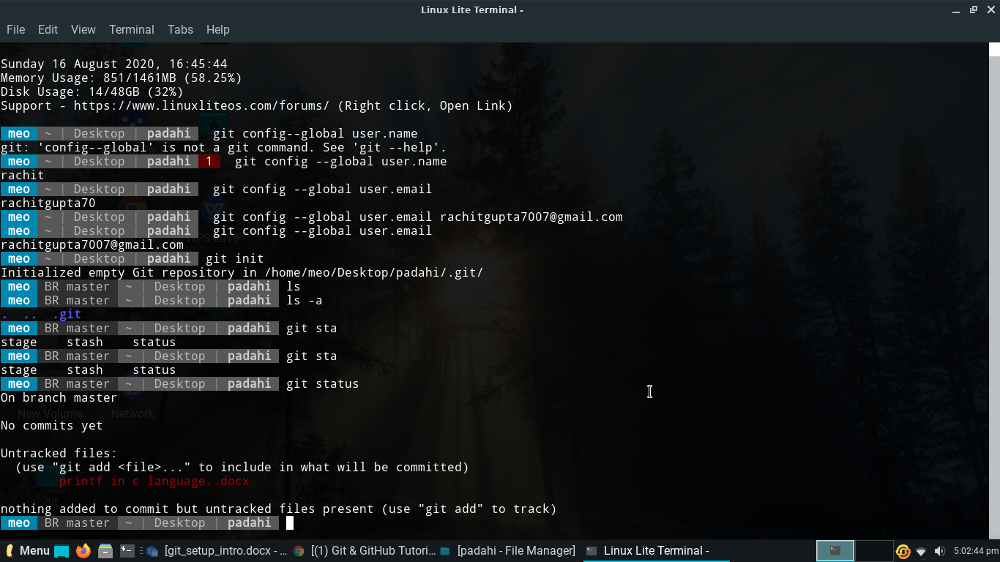 Linux Lite Terminal -
File Edit View Terminal Tabs Help
Sunday 16 August 2020, 16:45:44
Memory Usage: 851/1461MB (58.25%)
Disk Usage: 14/48GB (32%)
Support - https://www.linuxliteos.com/forums/ (Right click, Open Link)
meo ~ | Desktop | padahi git config--global user.name
git: 'config--global' is not a git command. See 'git --help'.
meo ~ | Desktop | padahi 1 git config --global user.name
rachit
meo ~ | Desktop | padahi git config --global user.email
rachitgupta70
meo ~ | Desktop | padahi git config --global user.email rachitgupta7007@gmail.com
meo ~ | Desktop | padahi git config --global user.email
rachitgupta7007@gmail.com
WPS 2019
meo ~ | Desktop | padahi git init
Initialized empty Git repository in /home/meo/Desktop/padahi/.git/
meo BR master ~ | Desktop | padahi ls
meo BR master ~ | Desktop | padahi ls -a
. .. .git
meo BR master ~ | Desktop | padahi git sta
stage stash status
meo BR master ~ | Desktop | padahi git sta
stage stash status
meo BR master ~ | Desktop | padahi git status
On branch master
New Volume Network
No commits yet
Untracked files:
(use "git add <file>..." to include in what will be committed)
printf in c language..docx
git
nothing added to commit but untracked files present (use "git add" to track)
meo BR master ~ | Desktop | padahi
Menu [git_setup_intro.docx - ... [(1) Git & GitHub Tutori... [padahi - File Manager] Linux Lite Terminal - 5:02:44 pm